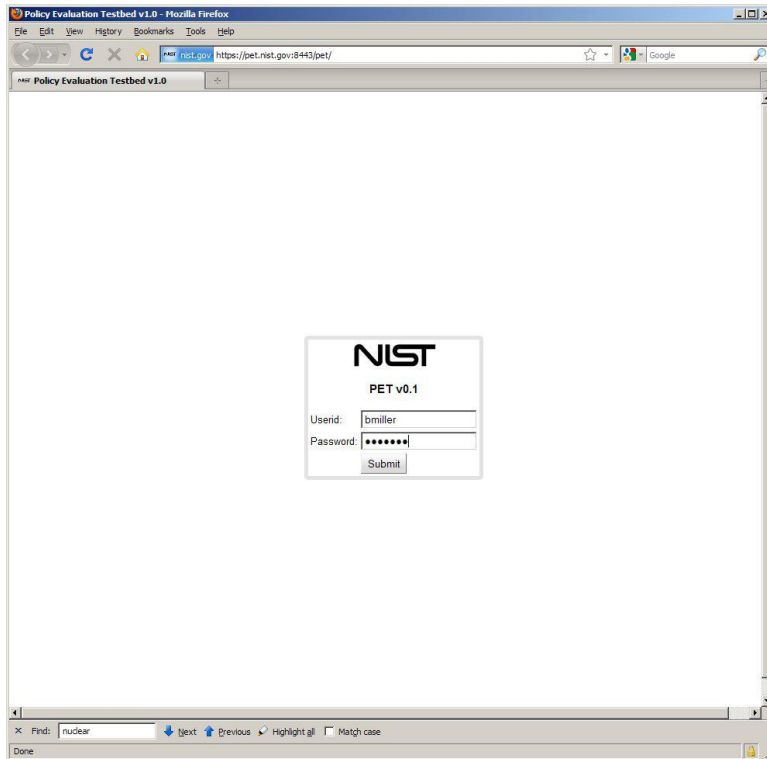 Policy Evaluation Testbed v1.0 - Mozilla Firefox
File Edit View History Bookmarks Tools Help
NIST nist.gov https://pet.nist.gov:8443/pet/ Google
NIST Policy Evaluation Testbed v1.0
NIST
PET v0.1
Userid: bmiller
Password: •••••••
Submit
× Find: nuclear Next Previous Highlight all Match case
Done